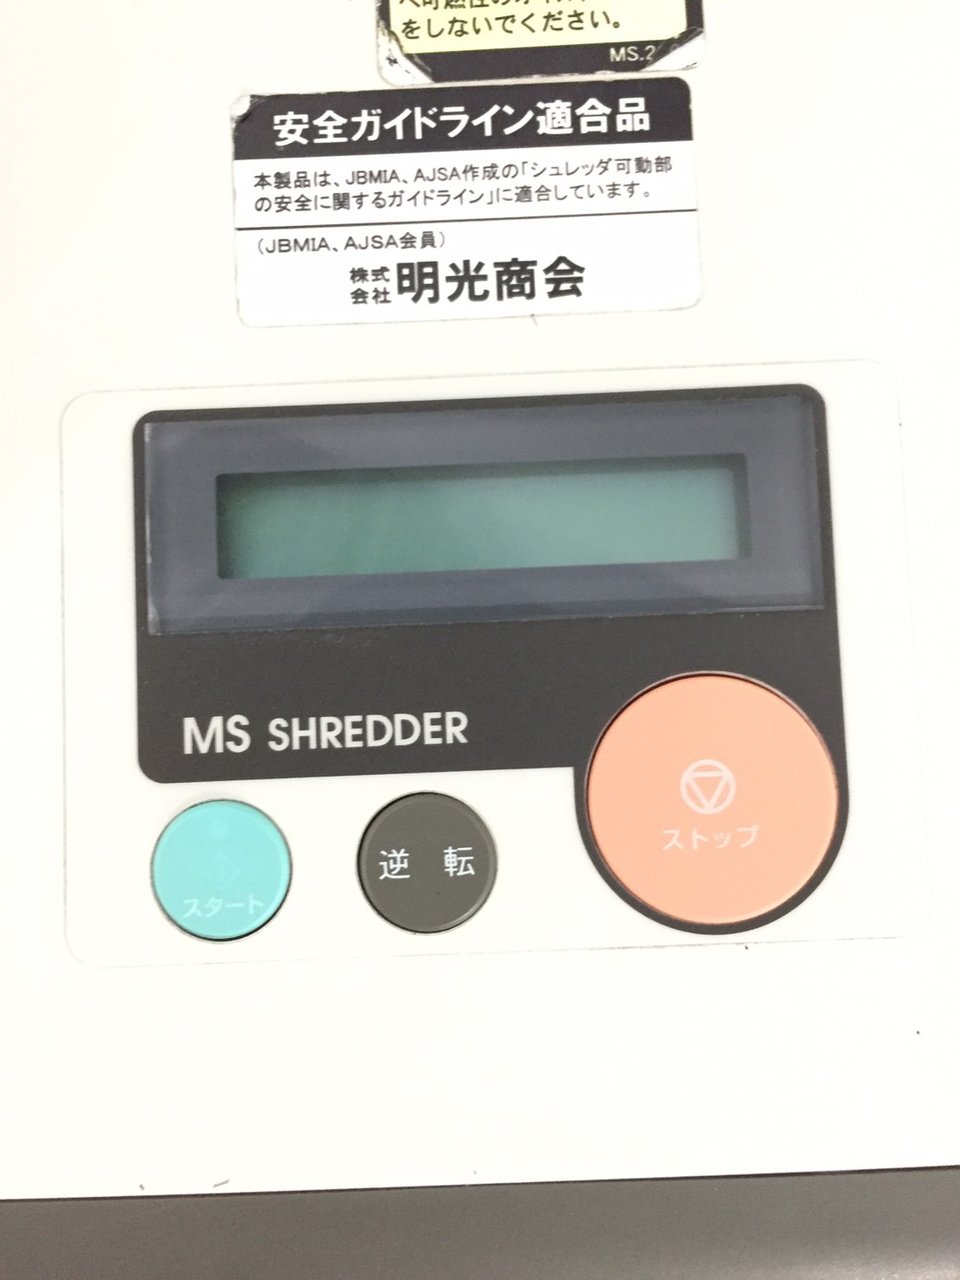 をしないでください。
安全ガイドライン適合品
本製品は、JBMIA、AJSA作成の「シュレッダ可動部
の安全に関するガイドライン」に適合しています。
(JBMIA、AJSA会員)
株式会社 明光商会
MS SHREDDER
スタート
逆 転
ストップ